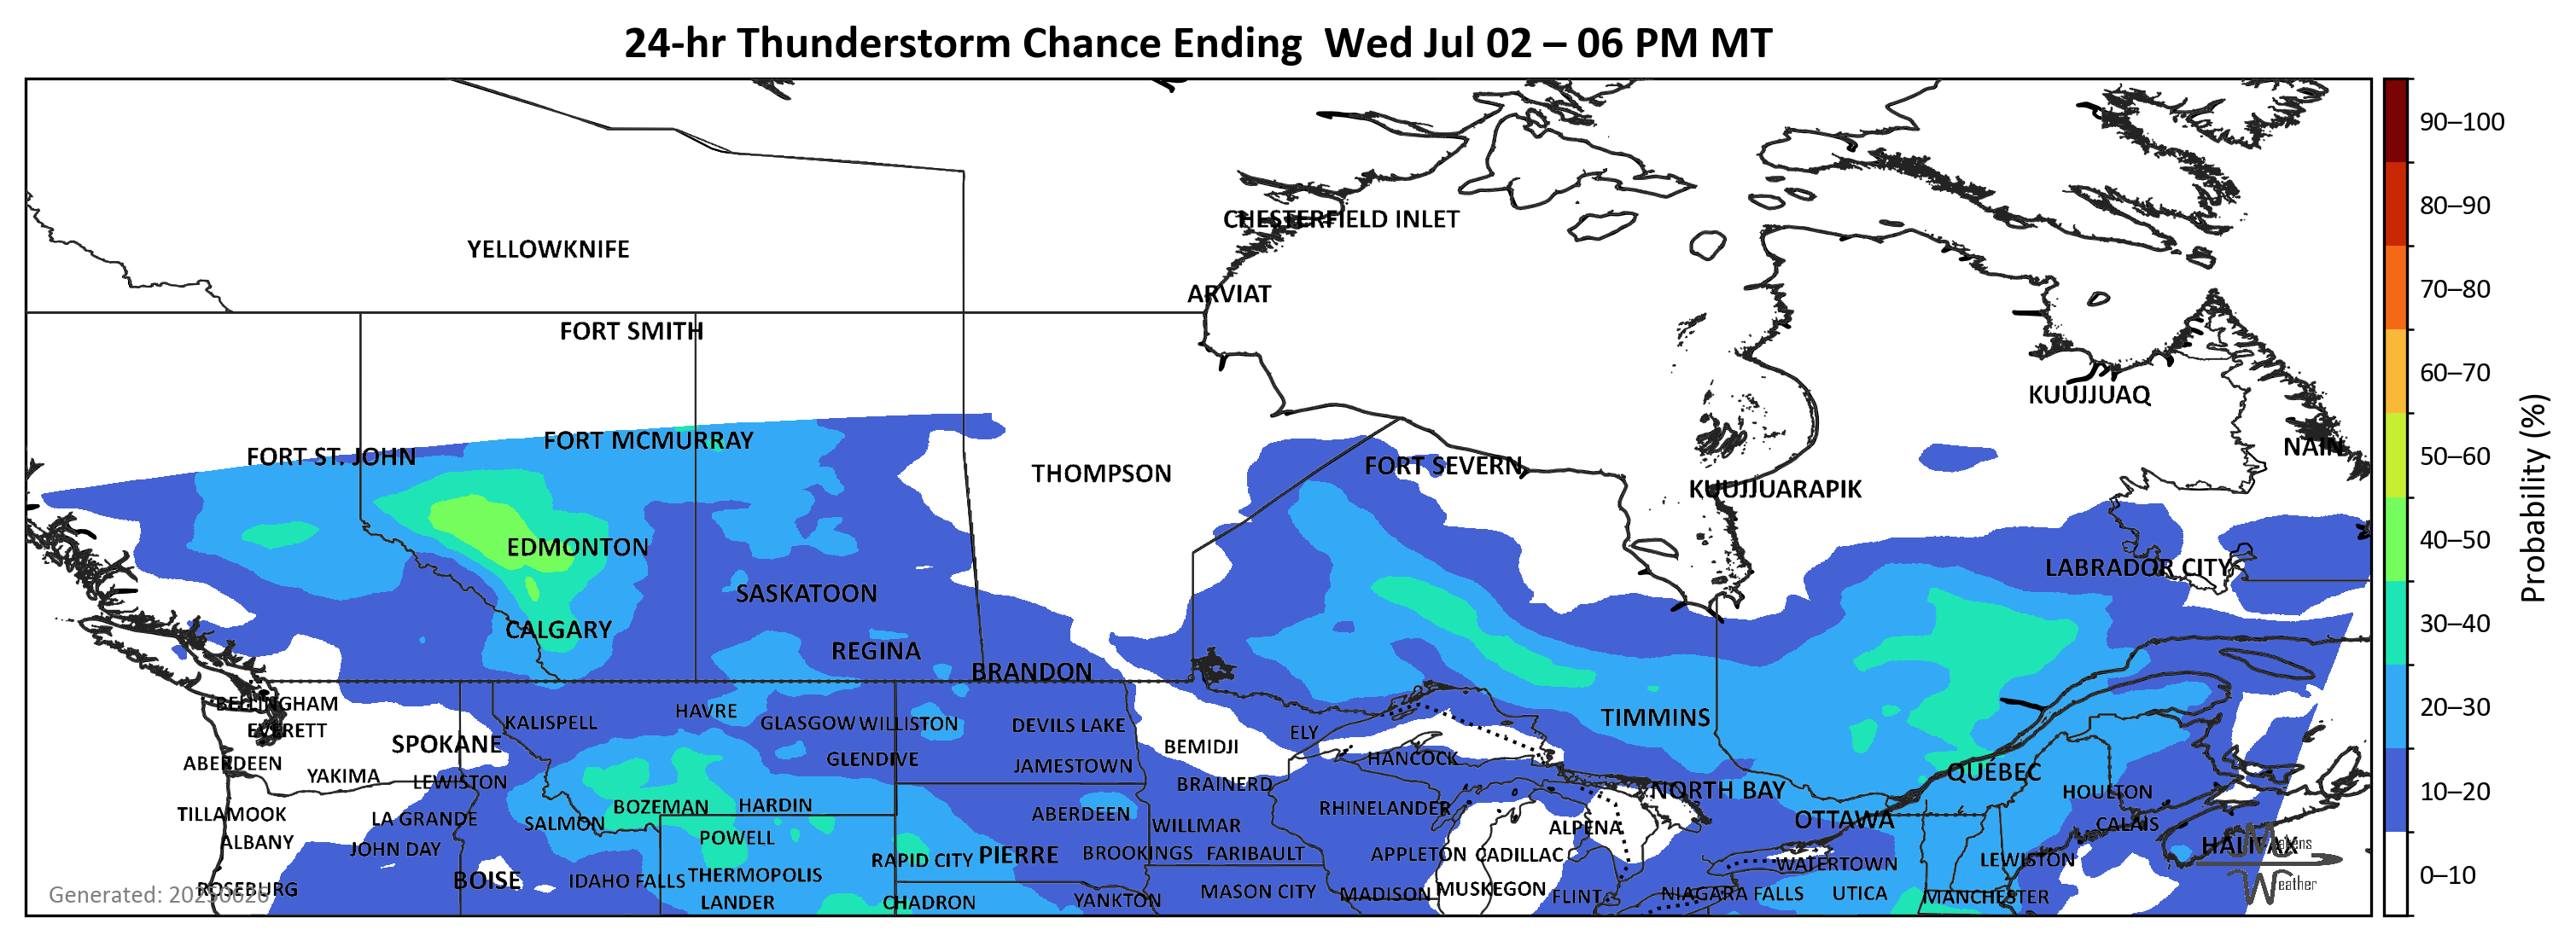 24-hr Thunderstorm Chance Ending  Wed Jul 02 – 06 PM MT
90–100
80–90
CHESTERFIELD INLET
YELLOWKNIFE
70–80
ARVIAT
FORT SMITH
60–70
KUUJJUAQ
FORT MCMURRAY
NAIN
50–60
FORT ST. JOHN
FORT SEVERN
THOMPSON
KUUJJUARAPIK
40–50
EDMONTON
Probability (%)
LABRADOR CITY
SASKATOON
30–40
CALGARY
REGINA
BRANDON
BELLINGHAM
20–30
HAVRE
TIMMINS
KALISPELL
GLASGOW
WILLISTON
DEVILS LAKE
EVERETT
ELY
SPOKANE
BEMIDJI
GLENDIVE
HANCOCK
ABERDEEN
JAMESTOWN
QUÉBEC
YAKIMA
LEWISTON
BRAINERD
NORTH BAY
HOULTON
10–20
BOZEMAN
HARDIN
RHINELANDER
TILLAMOOK
ABERDEEN
LA GRANDE
SALMON
WILLMAR
OTTAWA
CALAIS
ALPENA
POWELL
ALBANY
HALIFAX
Makens
Weather
JOHN DAY
BROOKINGS
FARIBAULT
APPLETON
CADILLAC
PIERRE
RAPID CITY
LEWISTON
WATERTOWN
THERMOPOLIS
0–10
BOISE
IDAHO FALLS
ROSEBURG
MASON CITY
MADISON
MUSKEGON
Generated: 20250626
NIAGARA FALLS
UTICA
MANCHESTER
FLINT
YANKTON
LANDER
CHADRON